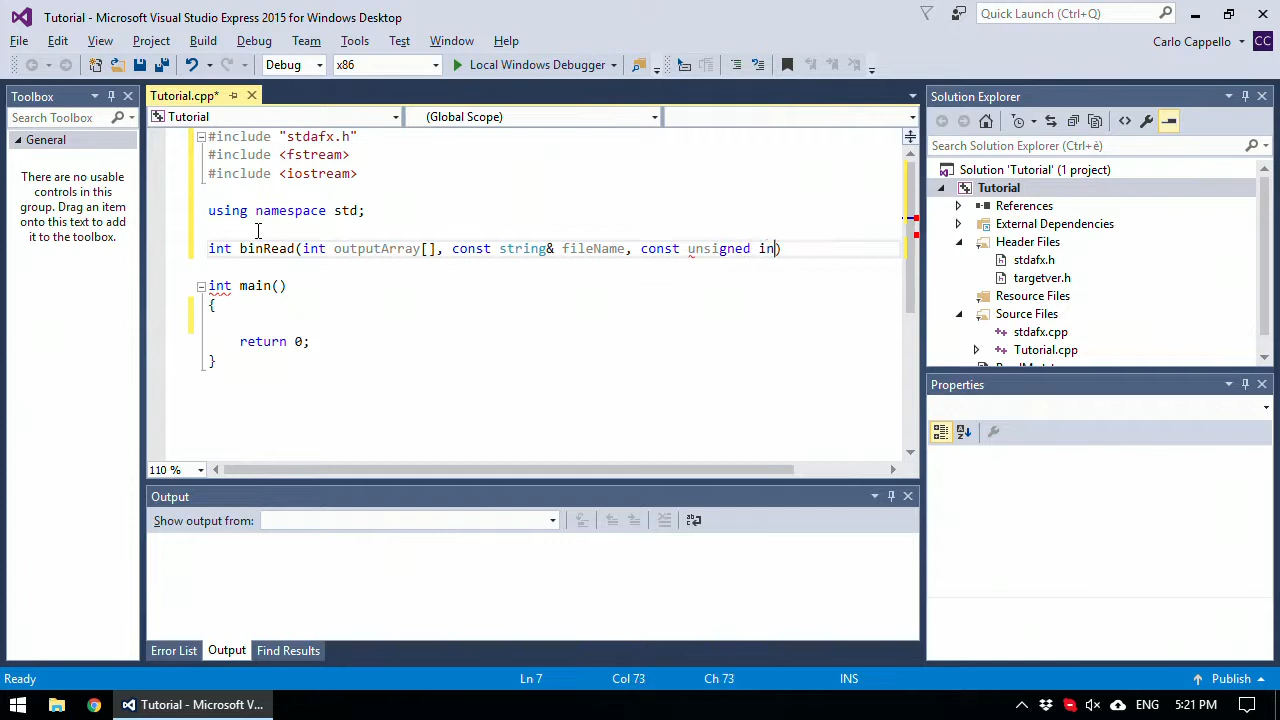 Tutorial - Microsoft Visual Studio Express 2015 for Windows Desktop
Quick Launch (Ctrl+Q)
File Edit View Project Build Debug Team Tools Test Window Help
Carlo Cappello CC
Debug x86 Local Windows Debugger
Toolbox
Search Toolbox
General
There are no usable
controls in this
group. Drag an item
onto this text to add
it to the toolbox.
Tutorial.cpp*
Tutorial (Global Scope)
#include "stdafx.h"
#include <fstream>
#include <iostream>
using namespace std;
int binRead(int outputArray[], const string& fileName, const unsigned in)
int main()
{
return 0;
}
110 %
Output
Show output from:
Error List Output Find Results
Solution Explorer
Search Solution Explorer (Ctrl+è)
Solution 'Tutorial' (1 project)
Tutorial
References
External Dependencies
Header Files
stdafx.h
targetver.h
Resource Files
Source Files
stdafx.cpp
Tutorial.cpp
Properties
Ready Ln 7 Col 73 Ch 73 INS Publish
Tutorial - Microsoft V... ENG 5:21 PM